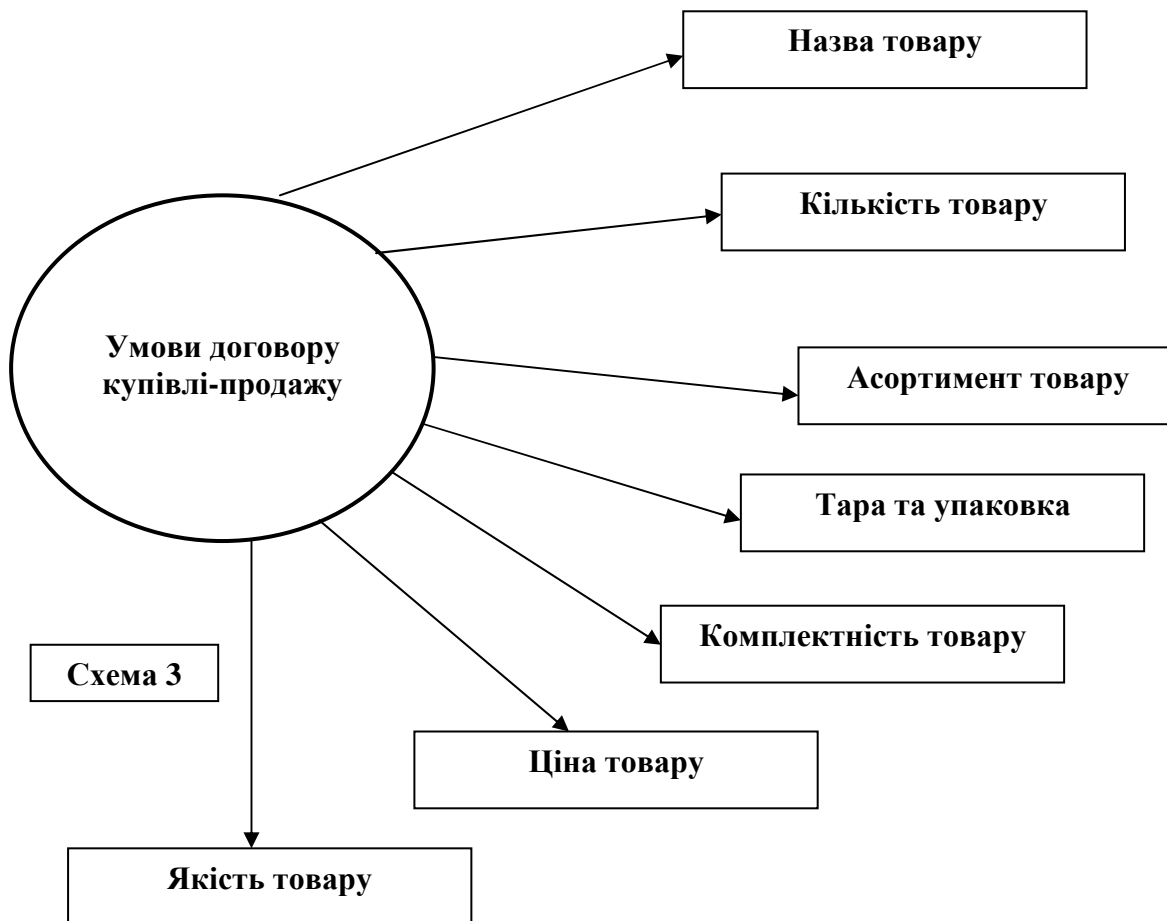 Назва товару
Кількість товару
Умови договору
купівлі-продажу
Асортимент товару
Тара та упаковка
Комплектність товару
Схема 3
Ціна товару
Якість товару